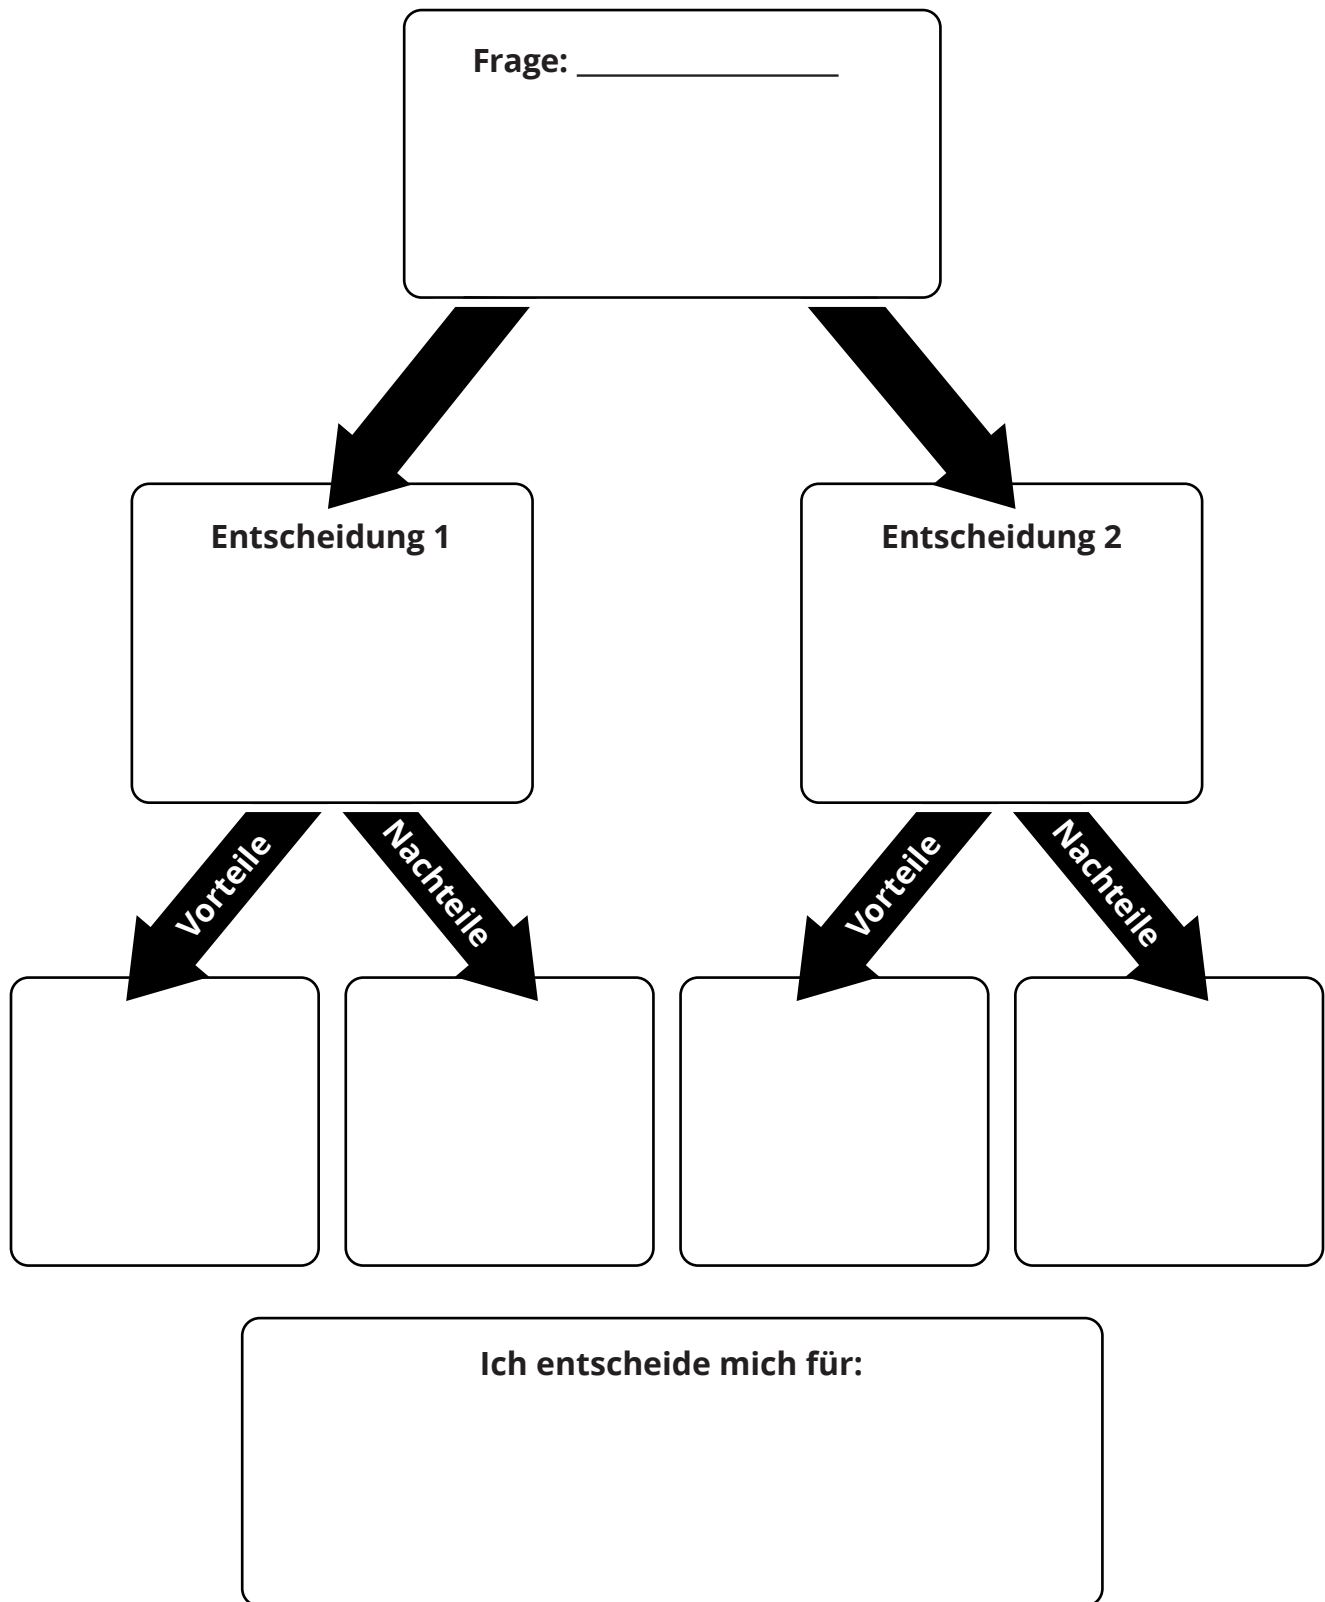 Frage: ___________________
Entscheidung 1
Entscheidung 2
Vorteile
Nachteile
Vorteile
Nachteile
Ich entscheide mich für: